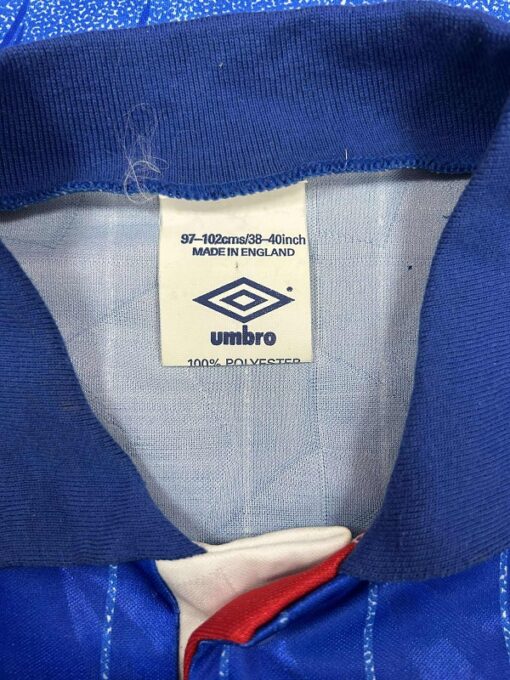 97-102cms/38-40inch
MADE IN ENGLAND
umbro
100% POLYESTER